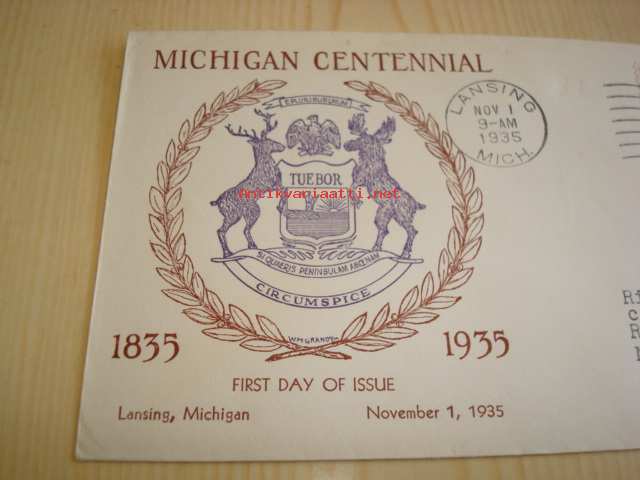 MICHIGAN CENTENNIAL
LANSING
NOV 1
9-AM
1935
MICH.
E PLURIBUS UNUM
TUEBOR
Antikvariaatti.net
SI QUAERIS PENINSULAM AMOENAM
CIRCUMSPICE
1835
1935
FIRST DAY OF ISSUE
Lansing, Michigan
November 1, 1935